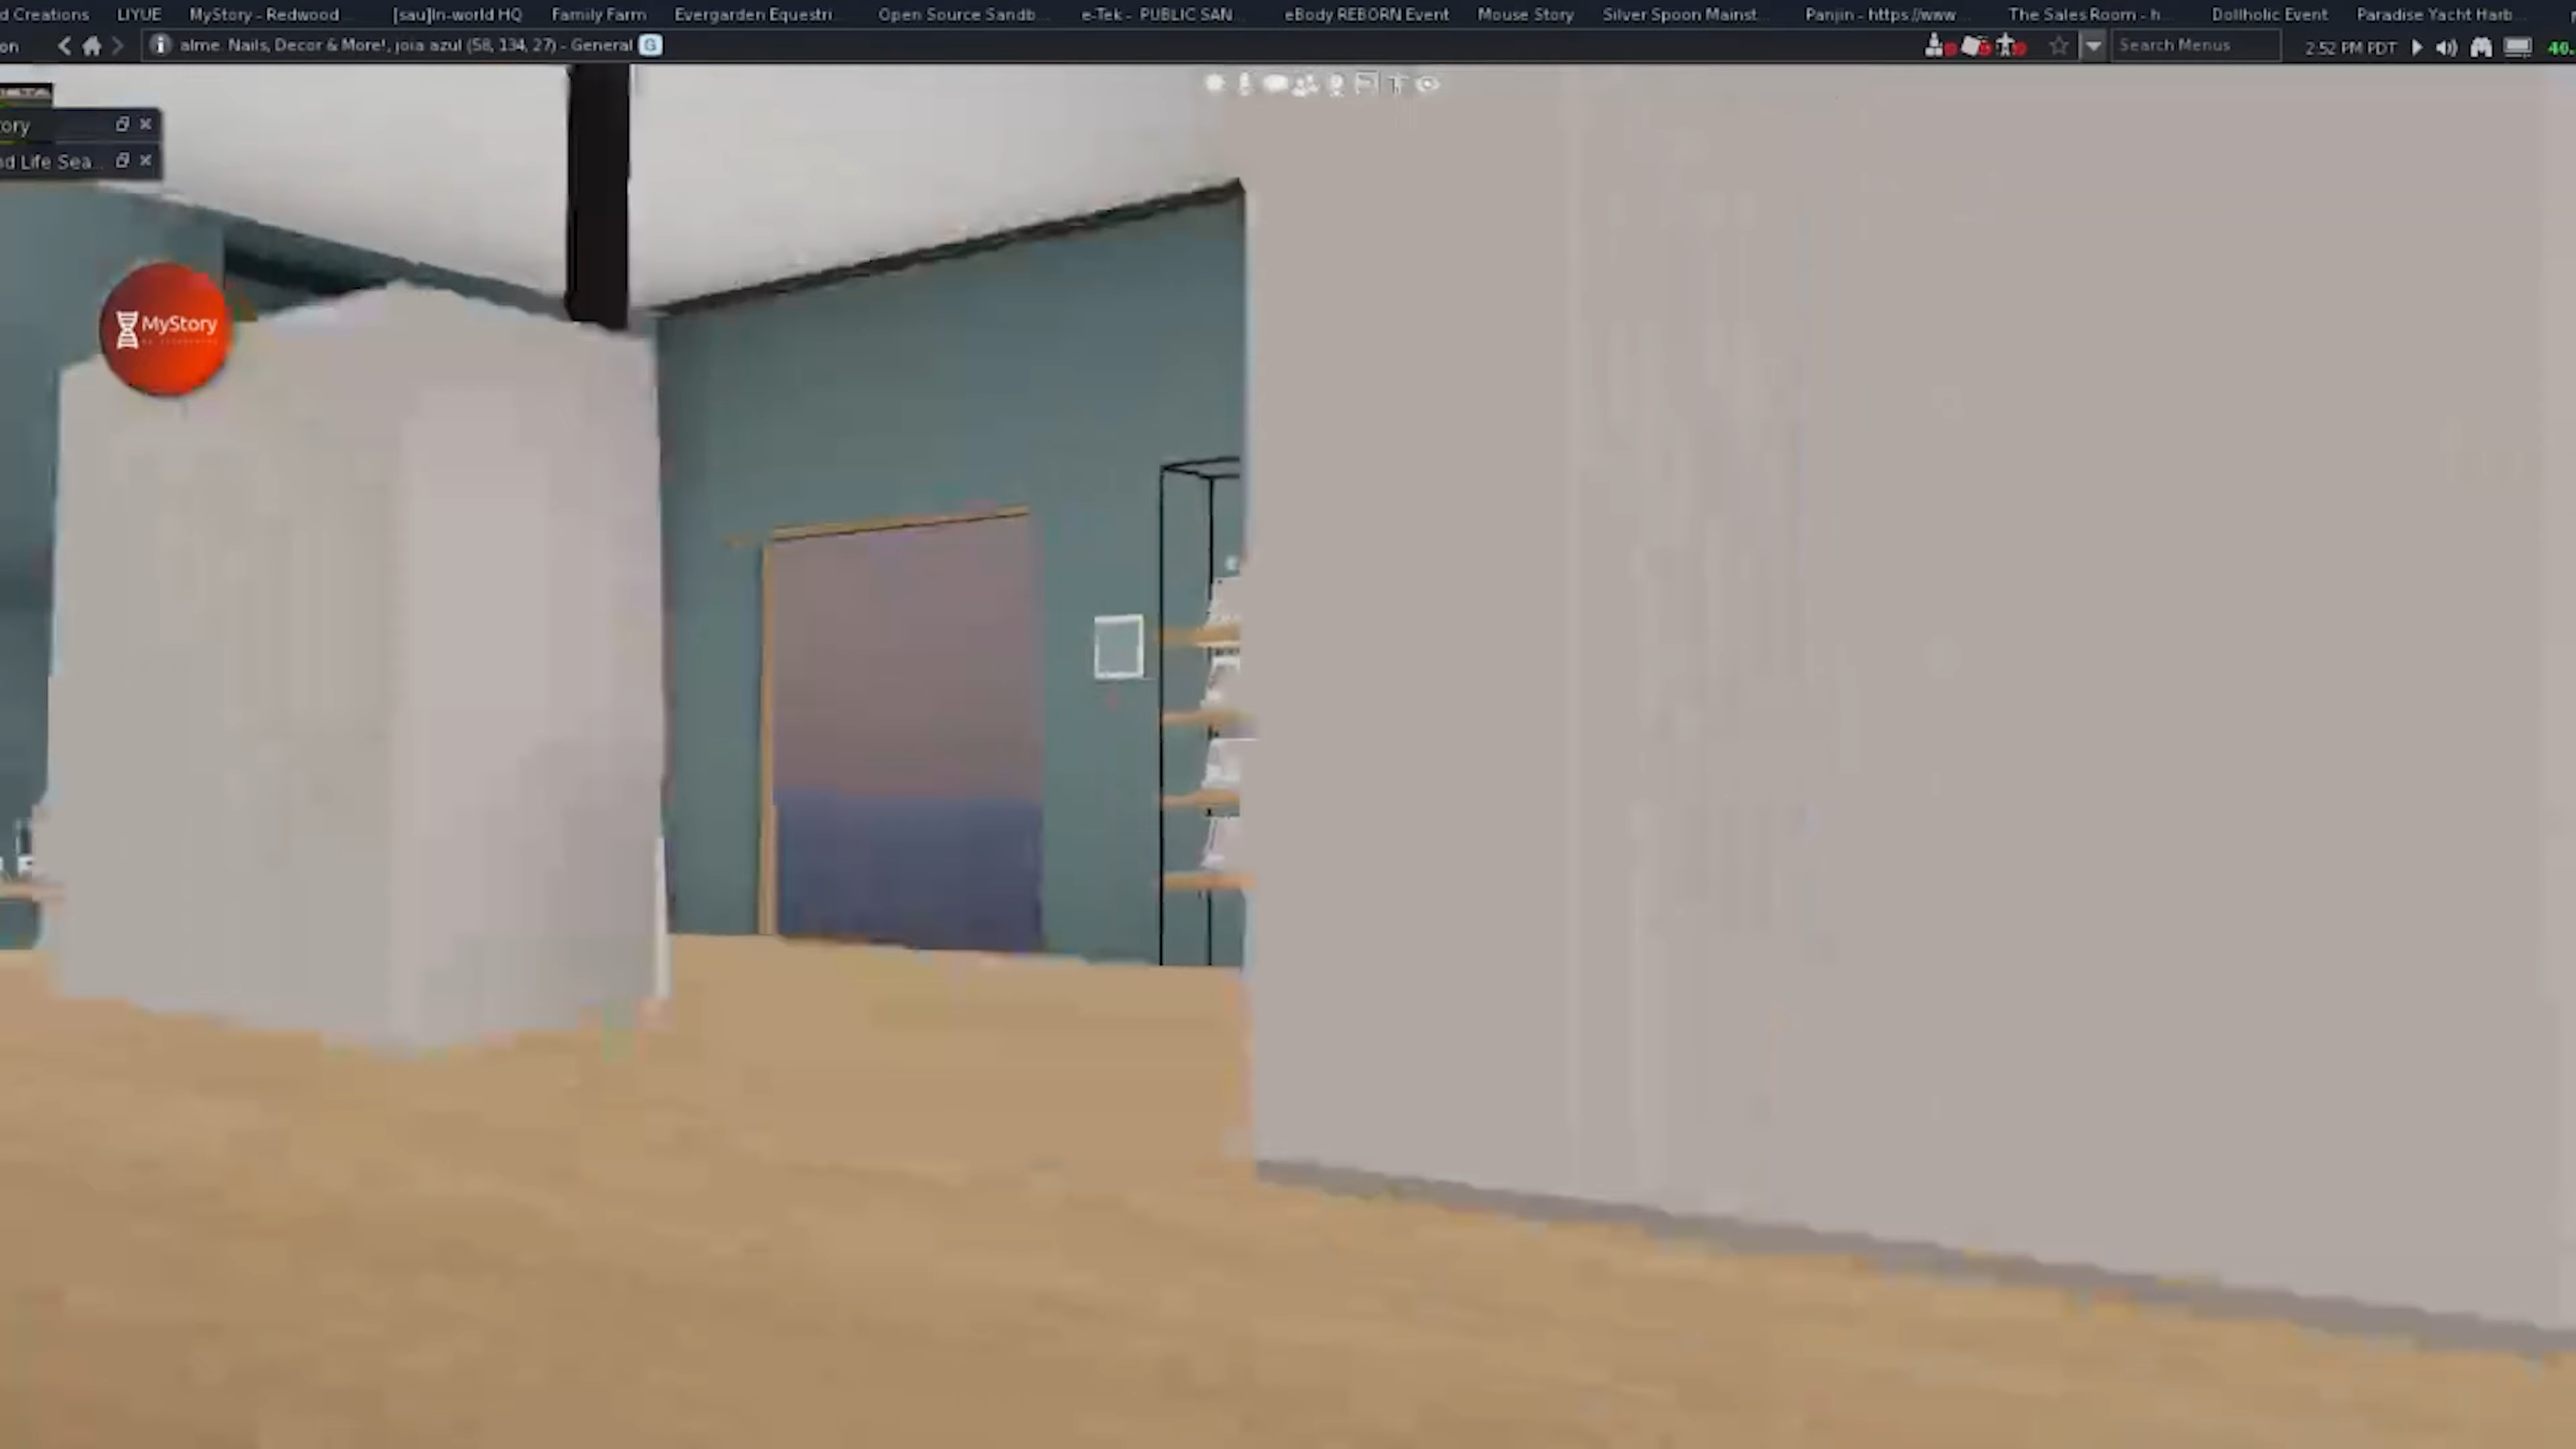 d Creations LIYUE MyStory - Redwood ... [sau]In-world HQ Family Farm Evergarden Equestri... Open Source Sandb... e-Tek - PUBLIC SAN... eBody REBORN Event Mouse Story Silver Spoon Mainst... Panjin - https://www... The Sales Room - h... Dollholic Event Paradise Yacht Harb...
on alme. Nails, Decor & More!, joia azul (58, 134, 27) - General G Search Menus 2:52 PM PDT 46.
ory
nd Life Sea...
MyStory